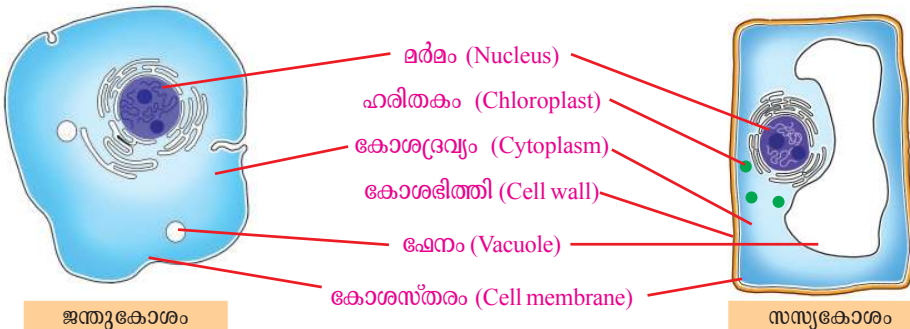 മർമം (Nucleus)
ഹരിതകം (Chloroplast)
കോശദ്രവ്യം (Cytoplasm)
കോശഭിത്തി (Cell wall)
ഫേനം (Vacuole)
കോശസ്തരം (Cell membrane)
ജന്തുകോശം
സസ്യകോശം